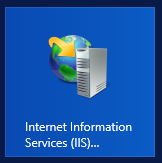 Internet Information
Services (IIS)...